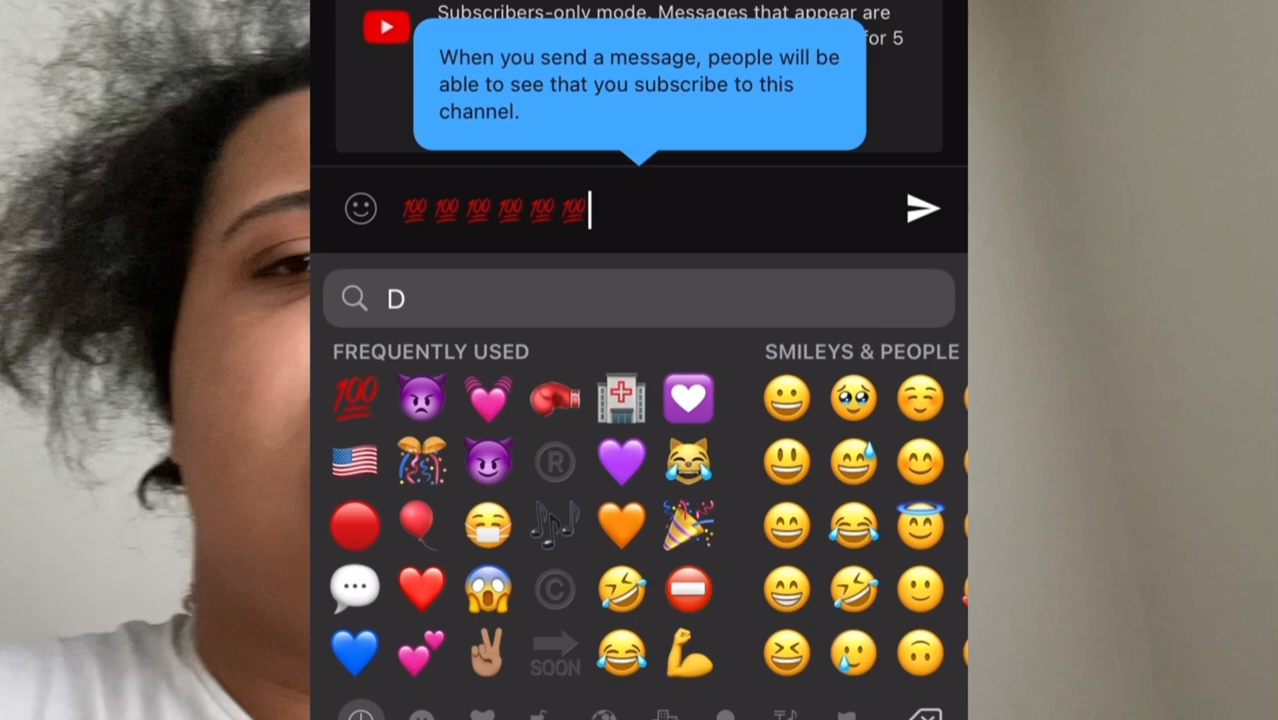 Subscribers-only mode. Messages that appear are
for 5
When you send a message, people will be
able to see that you subscribe to this
channel.
💯 💯 💯 💯 💯 💯
D
FREQUENTLY USED
SMILEYS & PEOPLE
100
R
C
SOON